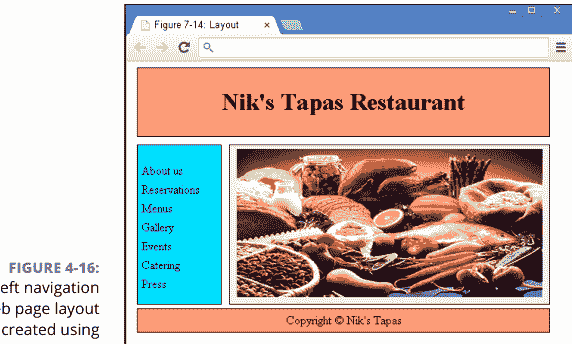 Figure 7-14: Layout
Nik's Tapas Restaurant
About us
Reservations
Menus
Gallery
Events
Catering
Press
Copyright © Nik's Tapas
FIGURE 4-16:
eft navigation
b page layout
created using